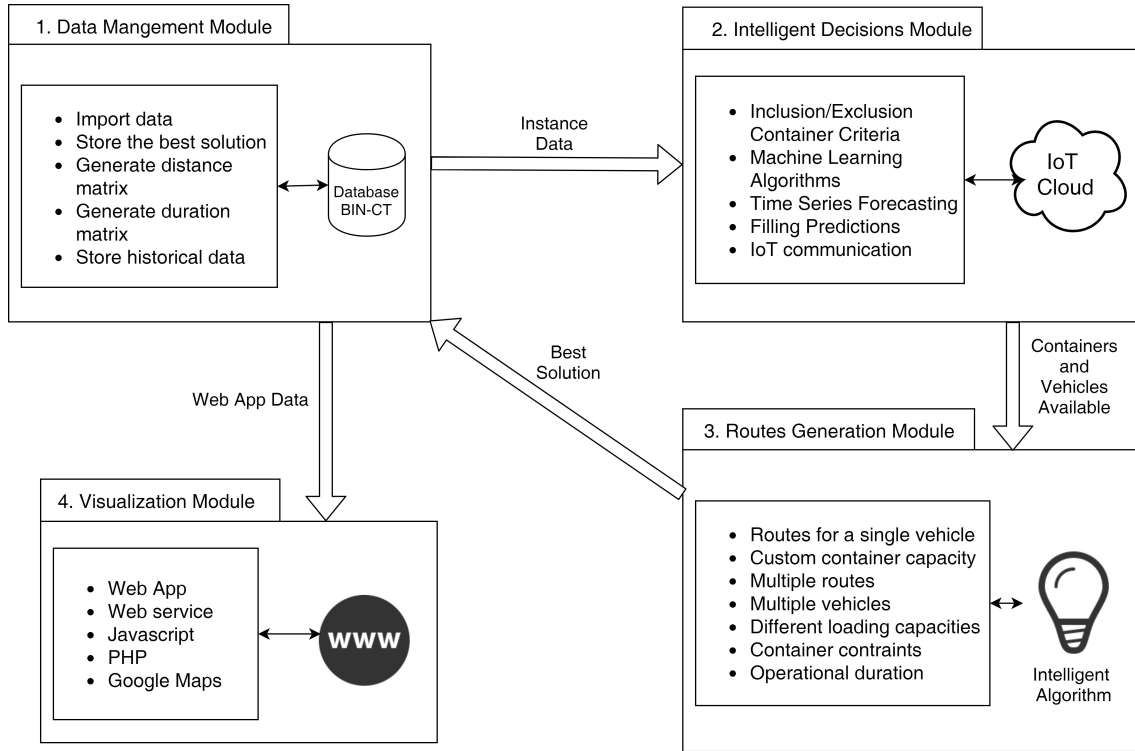 1. Data Mangement Module
• Import data
• Store the best solution
• Generate distance
matrix
• Generate duration
matrix
• Store historical data
Database
BIN-CT
Instance
Data
2. Intelligent Decisions Module
• Inclusion/Exclusion
Container Criteria
• Machine Learning
Algorithms
• Time Series Forecasting
• Filling Predictions
• IoT communication
IoT
Cloud
Containers
and
Vehicles
Available
Best
Solution
Web App Data
3. Routes Generation Module
• Routes for a single vehicle
• Custom container capacity
• Multiple routes
• Multiple vehicles
• Different loading capacities
• Container contraints
• Operational duration
Intelligent
Algorithm
4. Visualization Module
• Web App
• Web service
• Javascript
• PHP
• Google Maps
www